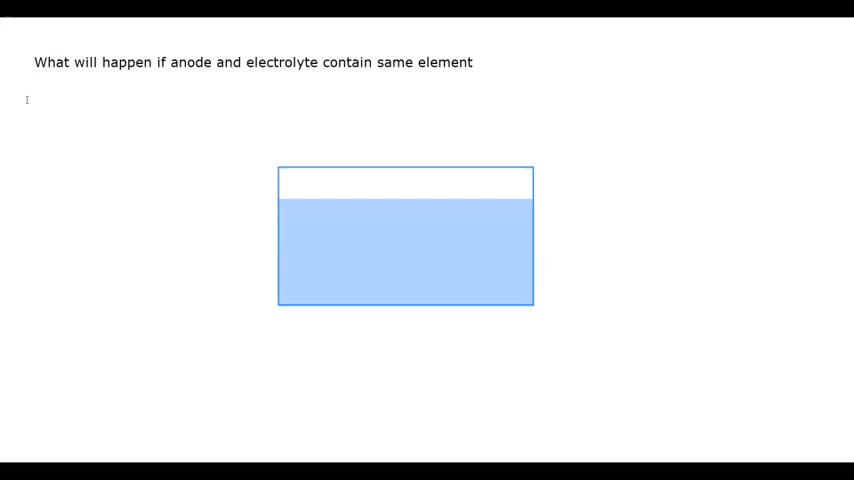 What will happen if anode and electrolyte contain same element